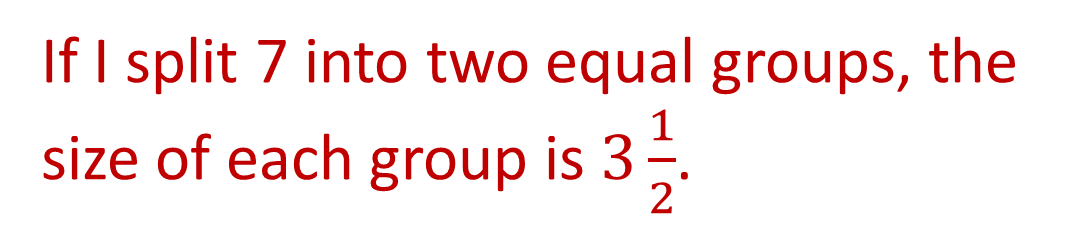 If I split 7 into two equal groups, the
size of each group is 3 1/2.